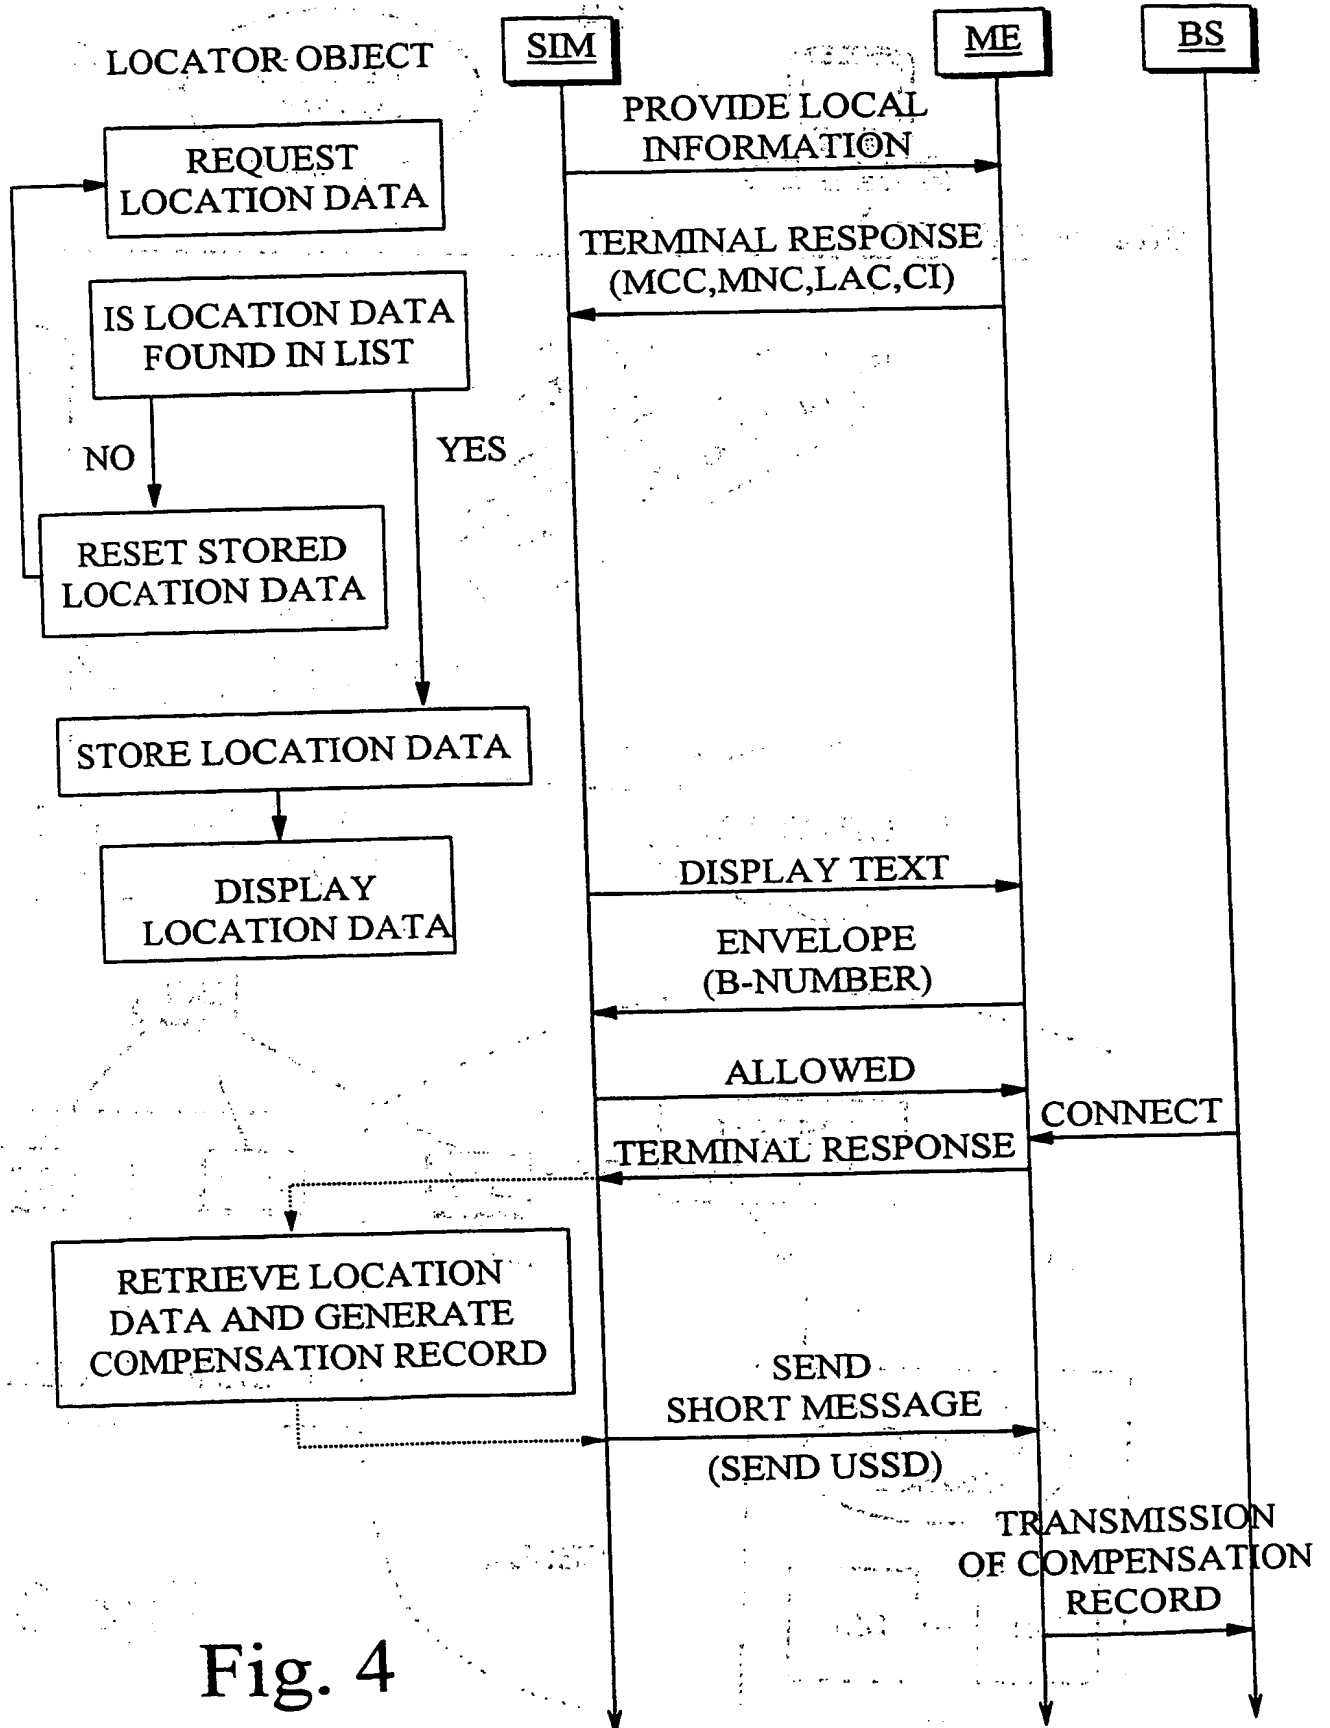 LOCATOR OBJECT
SIM
ME
BS
PROVIDE LOCAL
INFORMATION
REQUEST
LOCATION DATA
TERMINAL RESPONSE
(MCC,MNC,LAC,CI)
IS LOCATION DATA
FOUND IN LIST
NO
YES
RESET STORED
LOCATION DATA
STORE LOCATION DATA
DISPLAY
LOCATION DATA
DISPLAY TEXT
ENVELOPE
(B-NUMBER)
ALLOWED
CONNECT
TERMINAL RESPONSE
RETRIEVE LOCATION
DATA AND GENERATE
COMPENSATION RECORD
SEND
SHORT MESSAGE
(SEND USSD)
TRANSMISSION
OF COMPENSATION
RECORD
Fig. 4